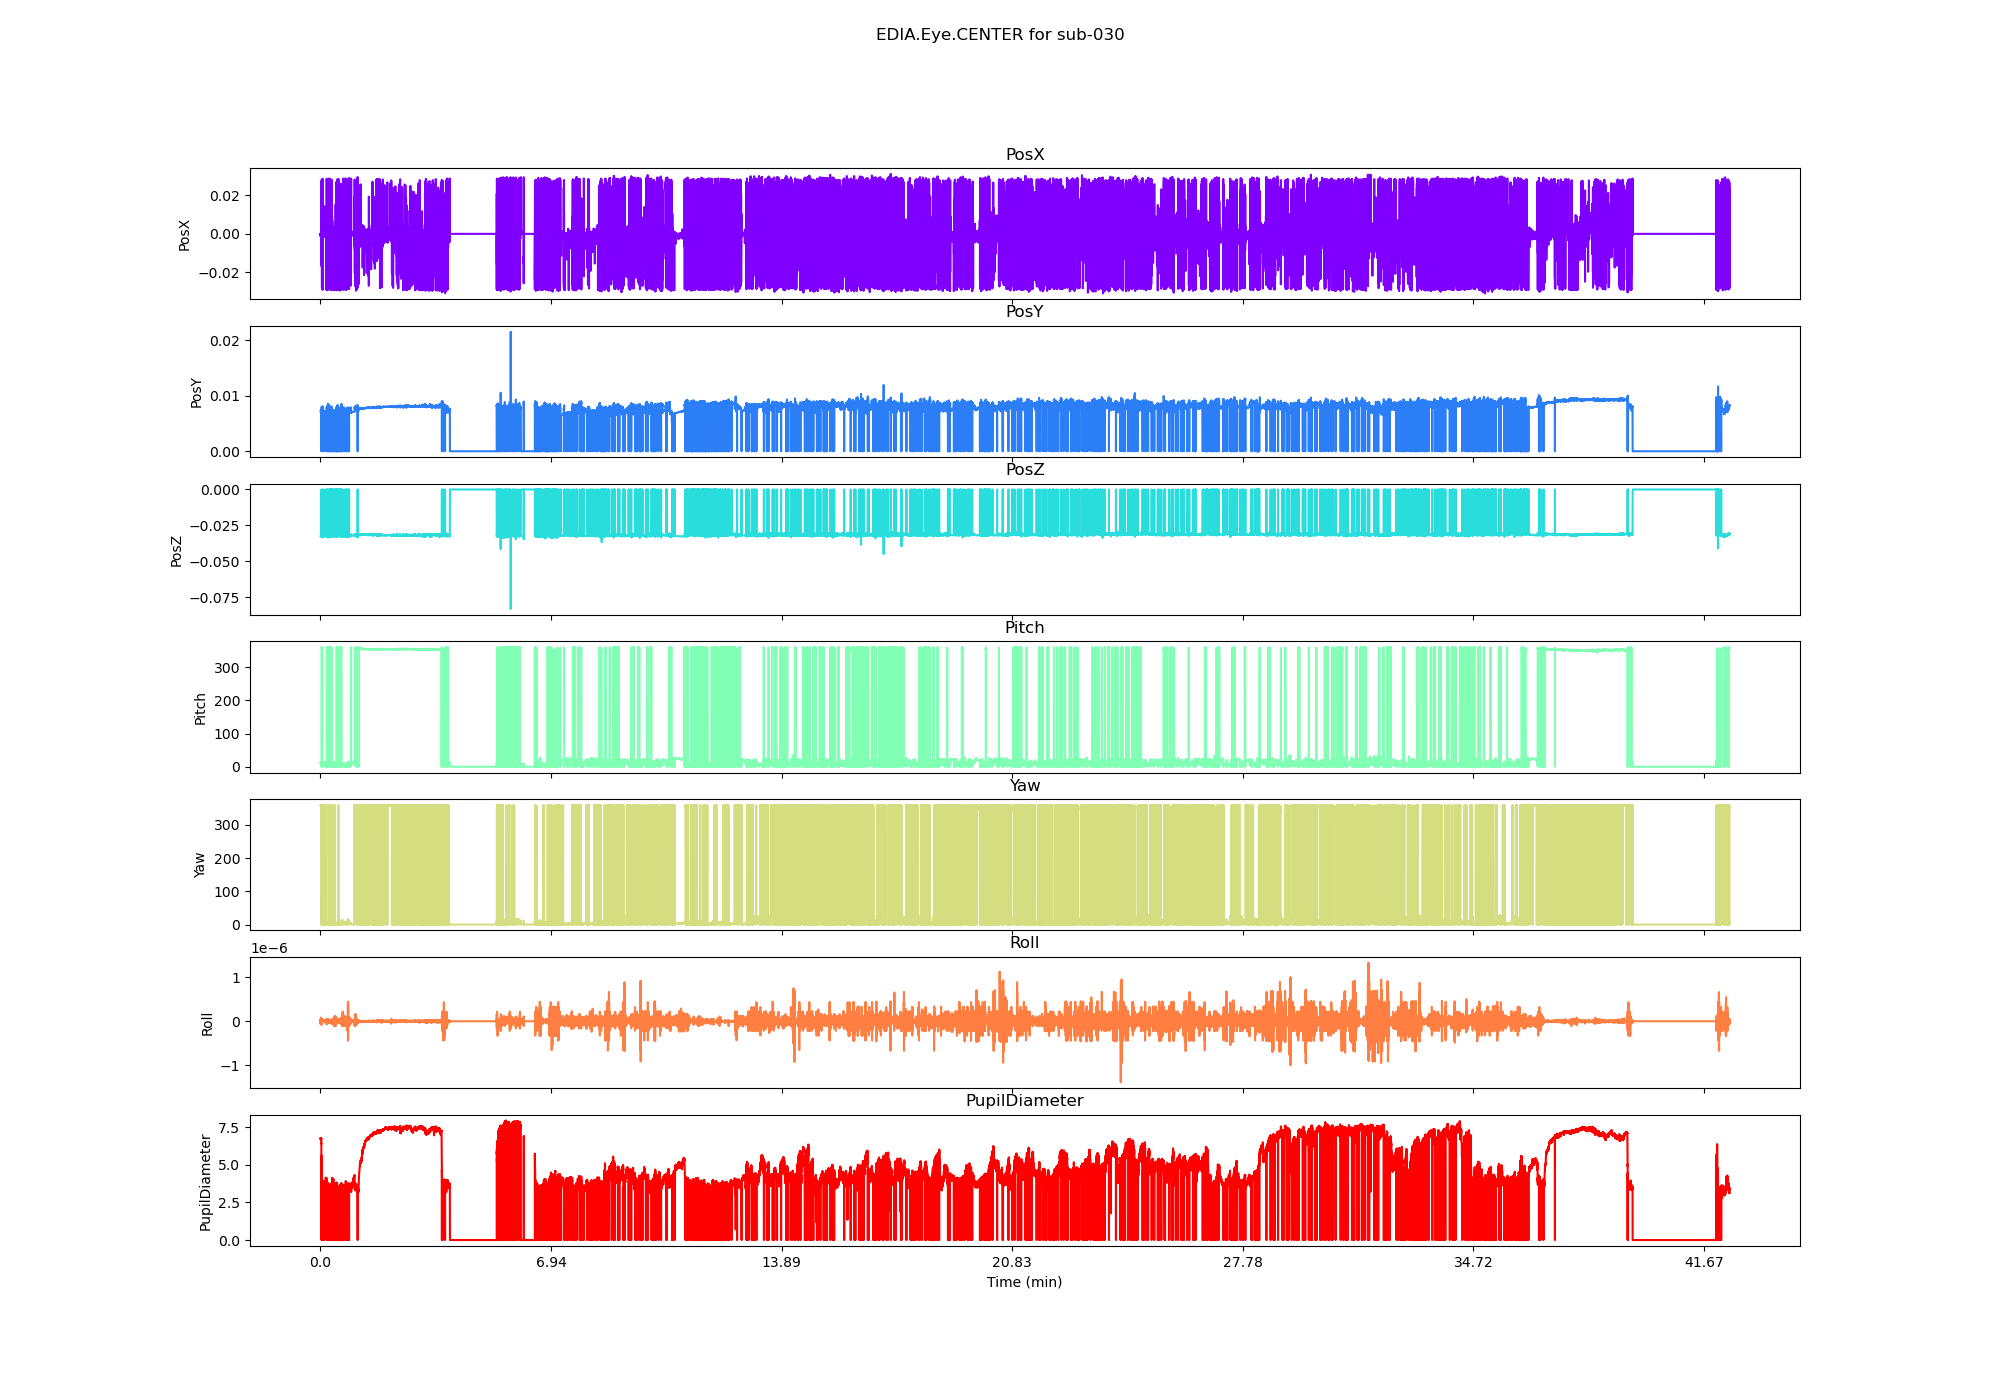 EDIA.Eye.CENTER for sub-030
PosX
PosX
0.02
0.00
−0.02
PosY
PosY
0.02
0.01
0.00
PosZ
PosZ
0.000
−0.025
−0.050
−0.075
Pitch
Pitch
300
200
100
0
Yaw
Yaw
300
200
100
0
1e−6
Roll
Roll
1
0
−1
PupilDiameter
PupilDiameter
7.5
5.0
2.5
0.0
0.0 6.94 13.89 20.83 27.78 34.72 41.67
Time (min)